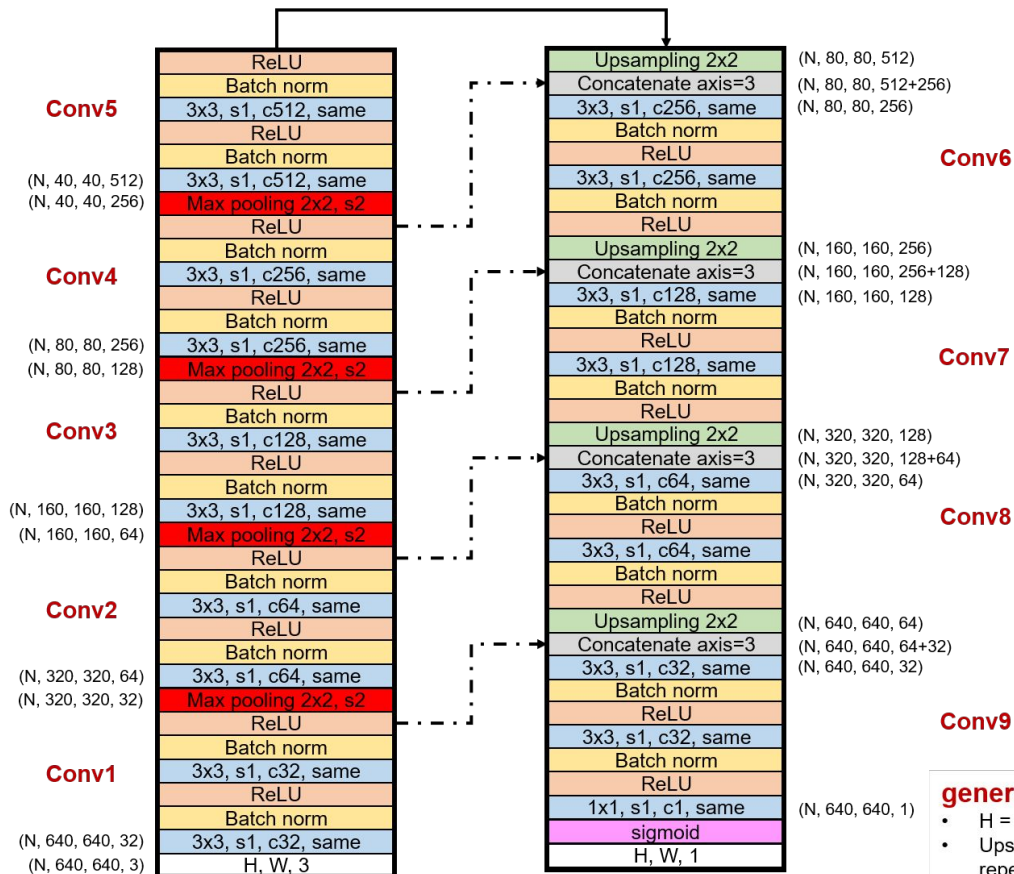 ReLU
Batch norm
Conv5
3x3, s1, c512, same
ReLU
Batch norm
(N, 40, 40, 512)
3x3, s1, c512, same
(N, 40, 40, 256)
Max pooling 2x2, s2
ReLU
Batch norm
Conv4
3x3, s1, c256, same
ReLU
Batch norm
(N, 80, 80, 256)
3x3, s1, c256, same
(N, 80, 80, 128)
Max pooling 2x2, s2
ReLU
Batch norm
Conv3
3x3, s1, c128, same
ReLU
Batch norm
(N, 160, 160, 128)
3x3, s1, c128, same
(N, 160, 160, 64)
Max pooling 2x2, s2
ReLU
Batch norm
Conv2
3x3, s1, c64, same
ReLU
Batch norm
(N, 320, 320, 64)
3x3, s1, c64, same
(N, 320, 320, 32)
Max pooling 2x2, s2
ReLU
Batch norm
Conv1
3x3, s1, c32, same
ReLU
Batch norm
(N, 640, 640, 32)
3x3, s1, c32, same
(N, 640, 640, 3)
H, W, 3
Upsampling 2x2
(N, 80, 80, 512)
Concatenate axis=3
(N, 80, 80, 512+256)
3x3, s1, c256, same
(N, 80, 80, 256)
Batch norm
ReLU
Conv6
3x3, s1, c256, same
Batch norm
ReLU
Upsampling 2x2
(N, 160, 160, 256)
Concatenate axis=3
(N, 160, 160, 256+128)
3x3, s1, c128, same
(N, 160, 160, 128)
Batch norm
ReLU
Conv7
3x3, s1, c128, same
Batch norm
ReLU
Upsampling 2x2
(N, 320, 320, 128)
Concatenate axis=3
(N, 320, 320, 128+64)
3x3, s1, c64, same
(N, 320, 320, 64)
Batch norm
ReLU
Conv8
3x3, s1, c64, same
Batch norm
ReLU
Upsampling 2x2
(N, 640, 640, 64)
Concatenate axis=3
(N, 640, 640, 64+32)
3x3, s1, c32, same
(N, 640, 640, 32)
Batch norm
ReLU
Conv9
3x3, s1, c32, same
Batch norm
ReLU
1x1, s1, c1, same
(N, 640, 640, 1)
sigmoid
H, W, 1
gener
• H =
• Ups
repe